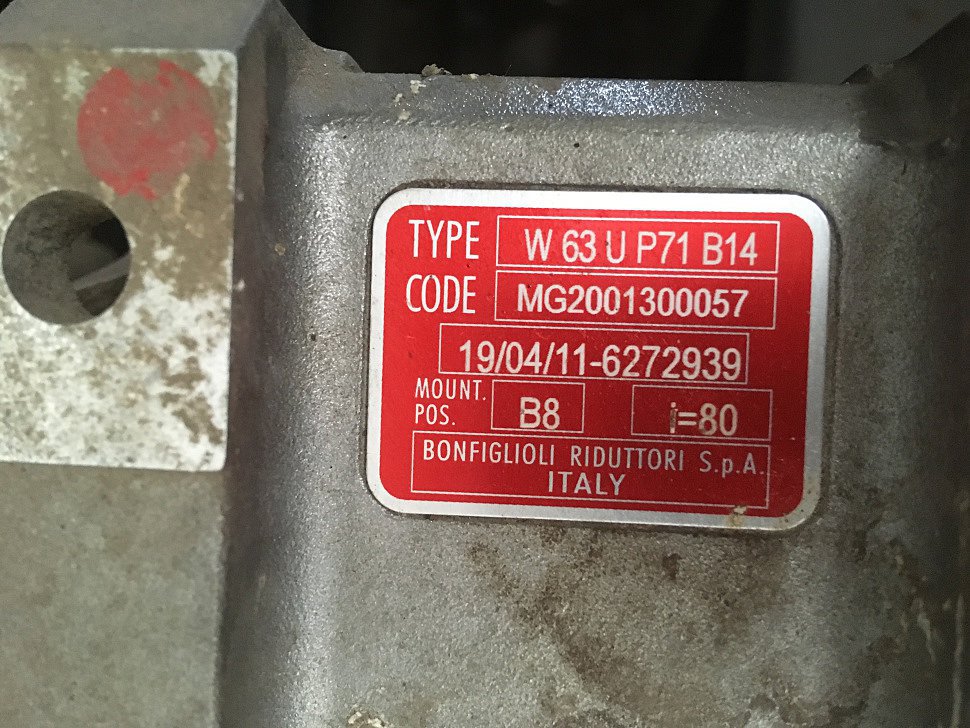 TYPE W 63 U P71 B14
CODE MG2001300057
19/04/11-6272939
MOUNT. POS. B8 i=80
BONFIGLIOLI RIDUTTORI S.p.A.
ITALY